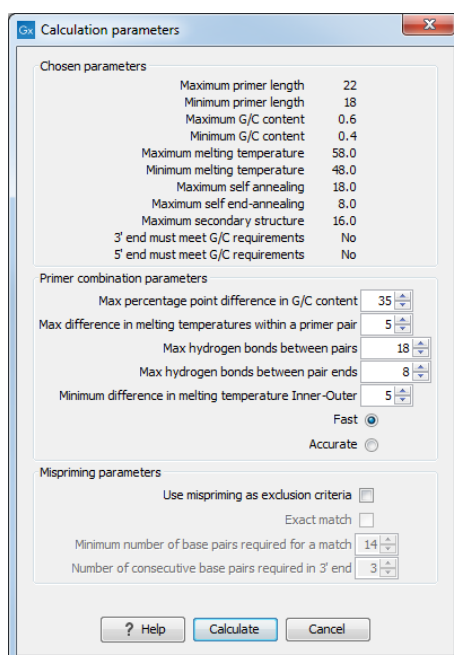 Gx Calculation parameters
Chosen parameters
Maximum primer length 22
Minimum primer length 18
Maximum G/C content 0.6
Minimum G/C content 0.4
Maximum melting temperature 58.0
Minimum melting temperature 48.0
Maximum self annealing 18.0
Maximum self end-annealing 8.0
Maximum secondary structure 16.0
3' end must meet G/C requirements No
5' end must meet G/C requirements No
Primer combination parameters
Max percentage point difference in G/C content 35
Max difference in melting temperatures within a primer pair 5
Max hydrogen bonds between pairs 18
Max hydrogen bonds between pair ends 8
Minimum difference in melting temperature Inner-Outer 5
Fast
Accurate
Mispriming parameters
Use mispriming as exclusion criteria
Exact match
Minimum number of base pairs required for a match 14
Number of consecutive base pairs required in 3' end 3
? Help Calculate Cancel